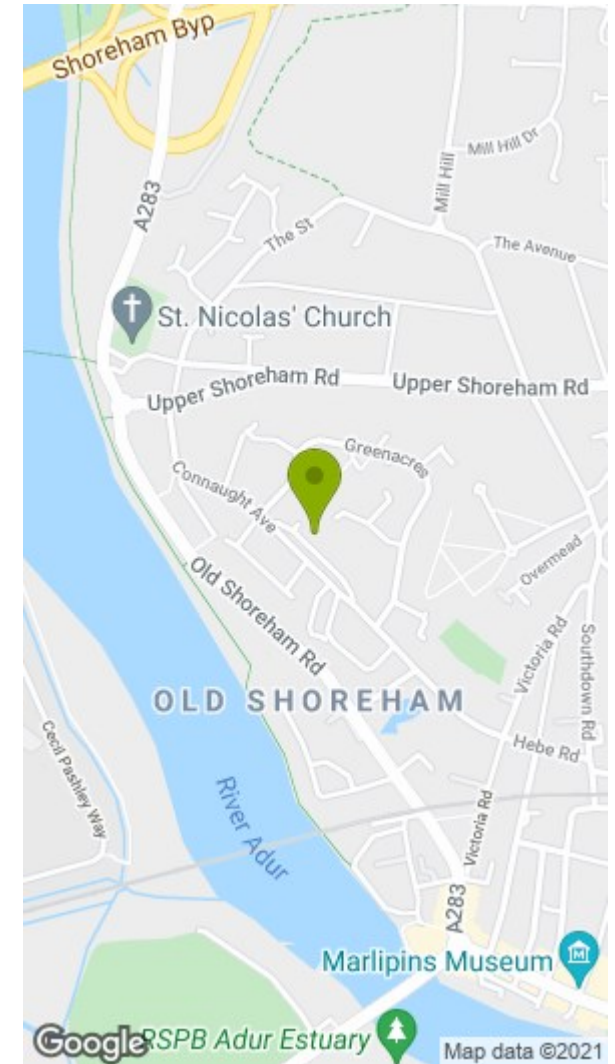 Shoreham Byp
A283
Mill Hill Dr
Mill Hill
The St
The Avenue
St. Nicolas' Church
Upper Shoreham Rd
Upper Shoreham Rd
Greenacres
Connaught Ave
Overmead
Old Shoreham Rd
Victoria Rd
Southdown Rd
OLD SHOREHAM
Hebe Rd
Cecil Pashley Way
River Adur
Victoria Rd
A283
Marlipins Museum
RSPB Adur Estuary
Google
Map data ©2021